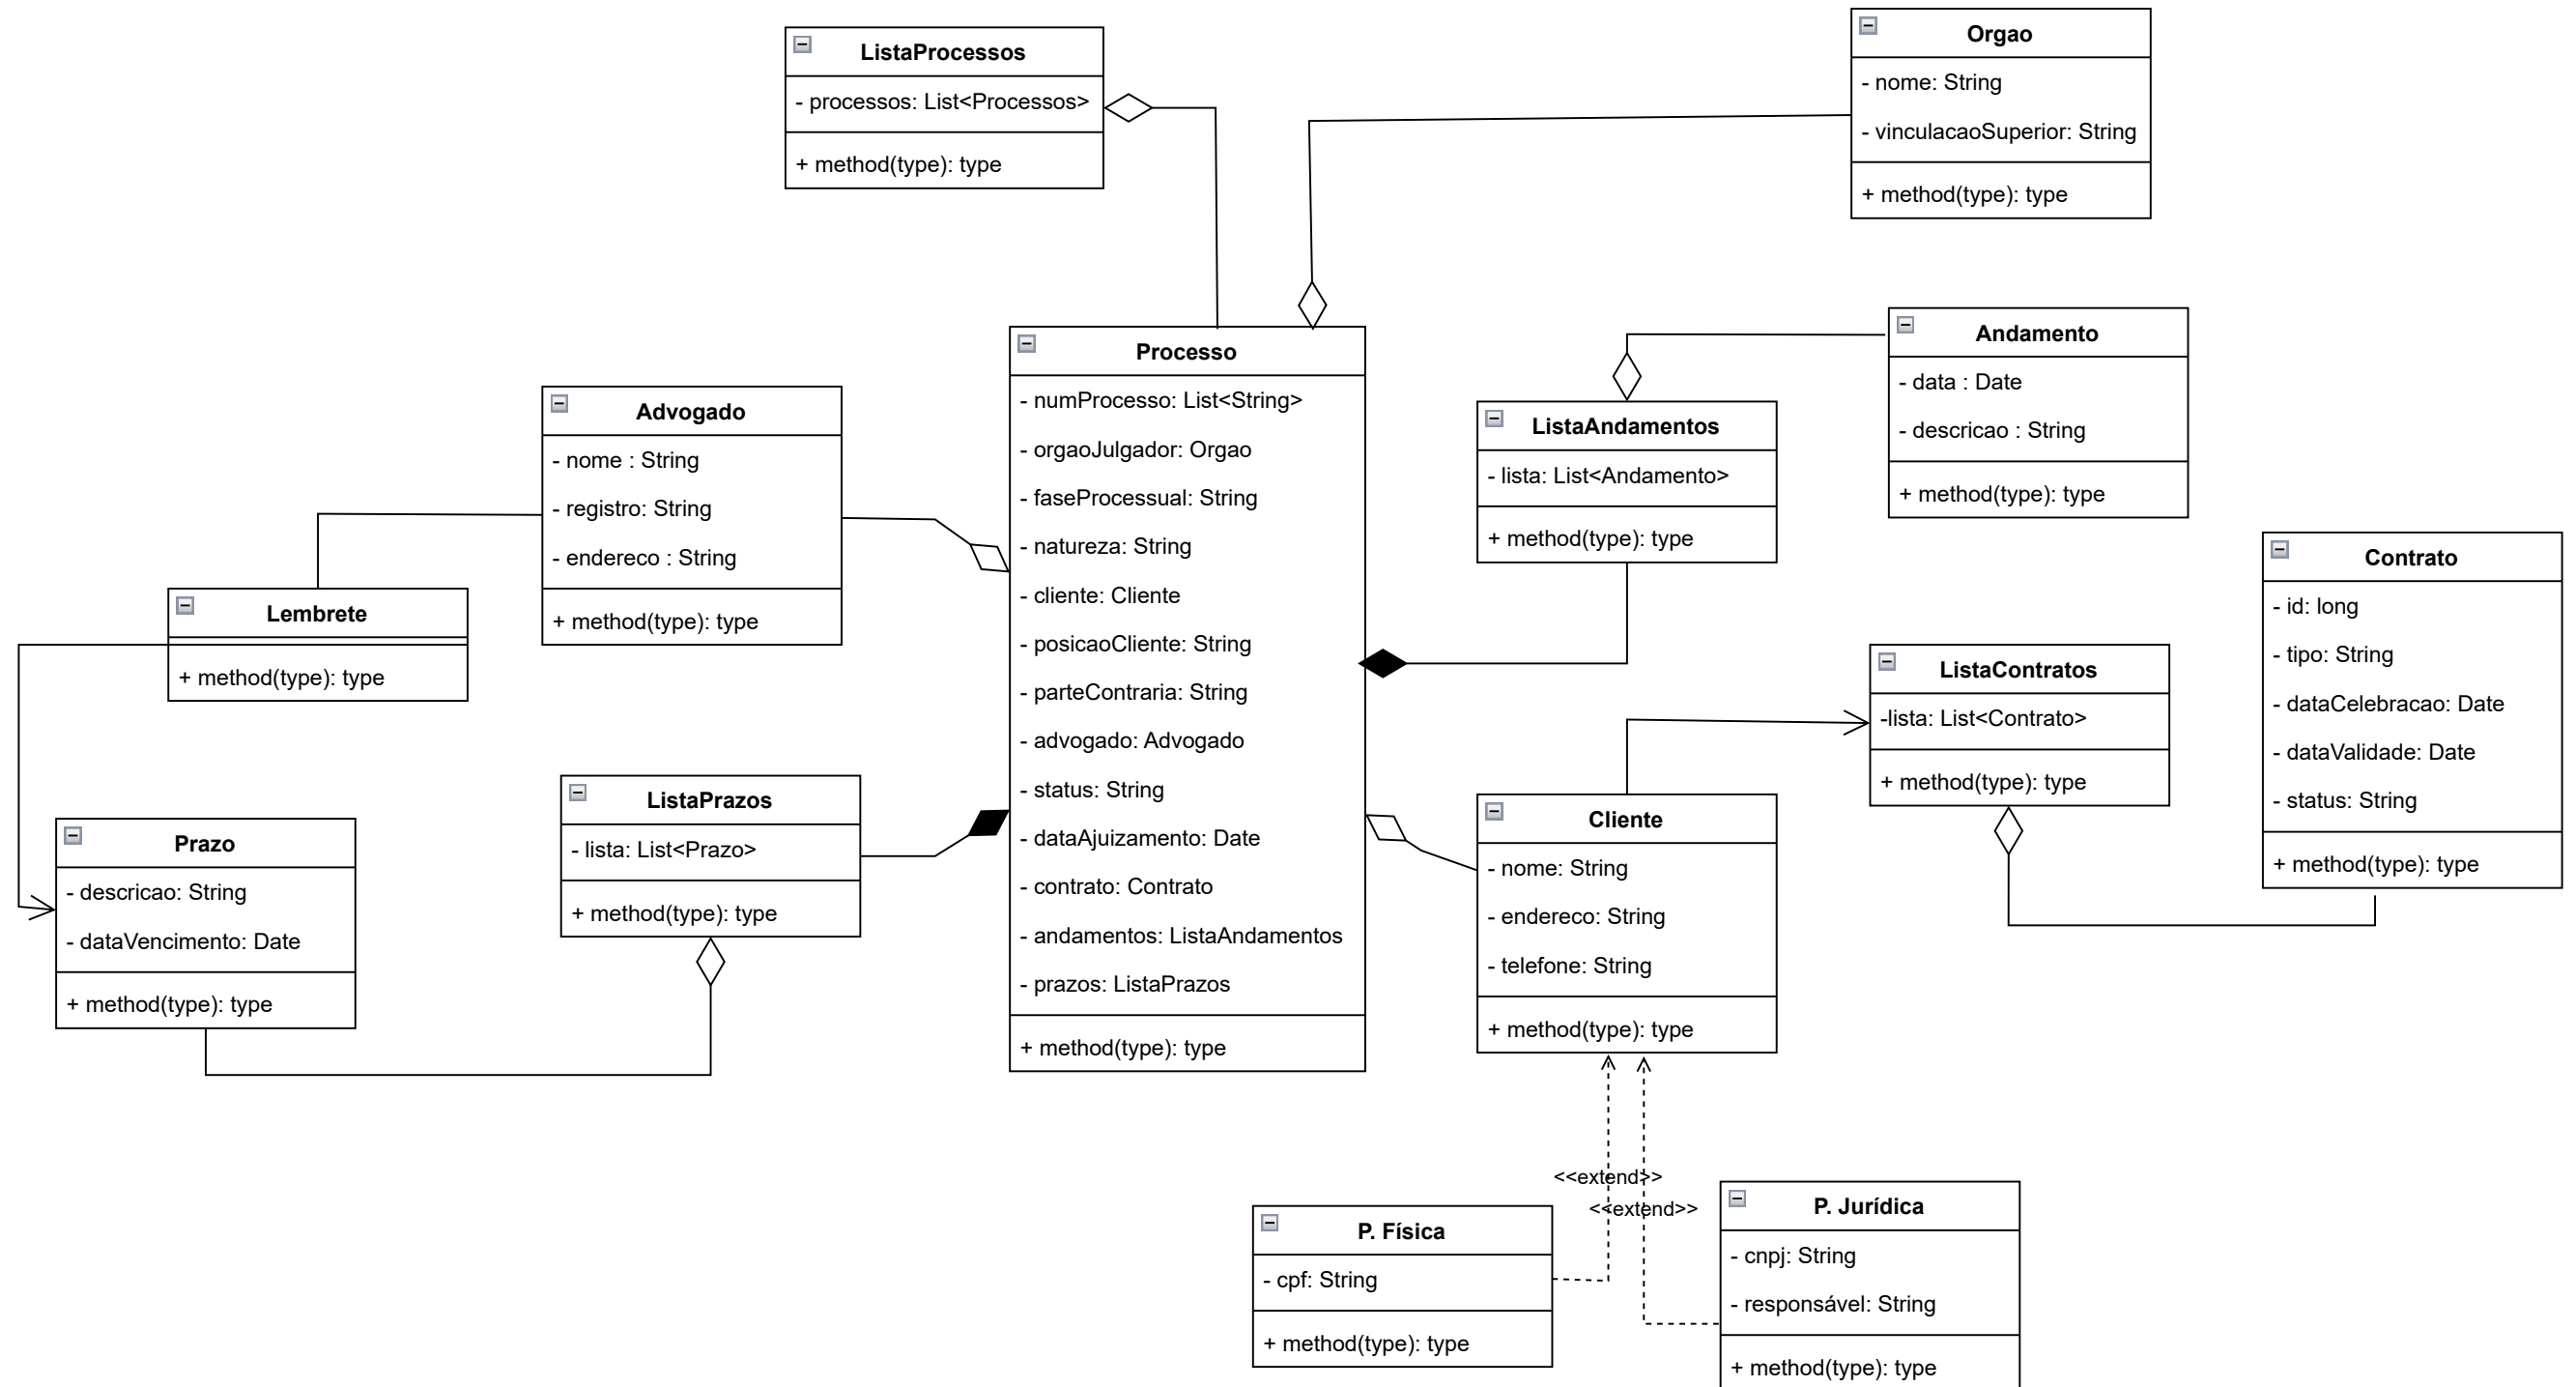 ListaProcessos
- processos: List<Processos>
+ method(type): type
Orgao
- nome: String
- vinculacaoSuperior: String
+ method(type): type
Processo
- numProcesso: List<String>
- orgaoJulgador: Orgao
- faseProcessual: String
- natureza: String
- cliente: Cliente
- posicaoCliente: String
- parteContraria: String
- advogado: Advogado
- status: String
- dataAjuizamento: Date
- contrato: Contrato
- andamentos: ListaAndamentos
- prazos: ListaPrazos
+ method(type): type
Andamento
- data : Date
- descricao : String
+ method(type): type
Advogado
- nome : String
- registro: String
- endereco : String
+ method(type): type
ListaAndamentos
- lista: List<Andamento>
+ method(type): type
Contrato
- id: long
- tipo: String
- dataCelebracao: Date
- dataValidade: Date
- status: String
+ method(type): type
Lembrete
+ method(type): type
ListaContratos
-lista: List<Contrato>
+ method(type): type
ListaPrazos
- lista: List<Prazo>
+ method(type): type
Cliente
- nome: String
- endereco: String
- telefone: String
+ method(type): type
Prazo
- descricao: String
- dataVencimento: Date
+ method(type): type
<<extend>>
<<extend>>
P. Física
- cpf: String
+ method(type): type
P. Jurídica
- cnpj: String
- responsável: String
+ method(type): type